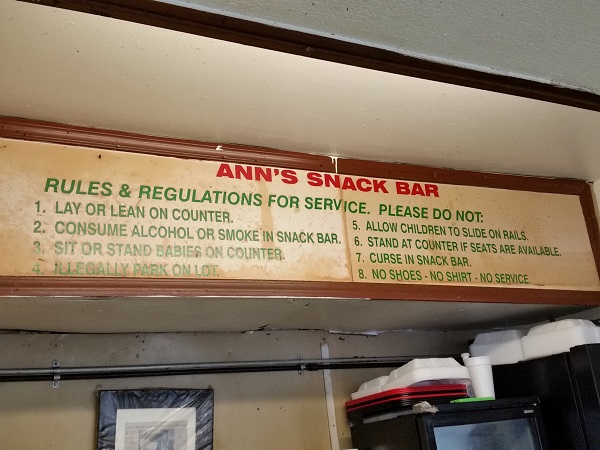 ANN'S SNACK BAR
RULES & REGULATIONS FOR SERVICE. PLEASE DO NOT:
1. LAY OR LEAN ON COUNTER.
2. CONSUME ALCOHOL OR SMOKE IN SNACK BAR.
3. SIT OR STAND BABIES ON COUNTER.
4. ILLEGALLY PARK ON LOT.
5. ALLOW CHILDREN TO SLIDE ON RAILS.
6. STAND AT COUNTER IF SEATS ARE AVAILABLE.
7. CURSE IN SNACK BAR.
8. NO SHOES - NO SHIRT - NO SERVICE.